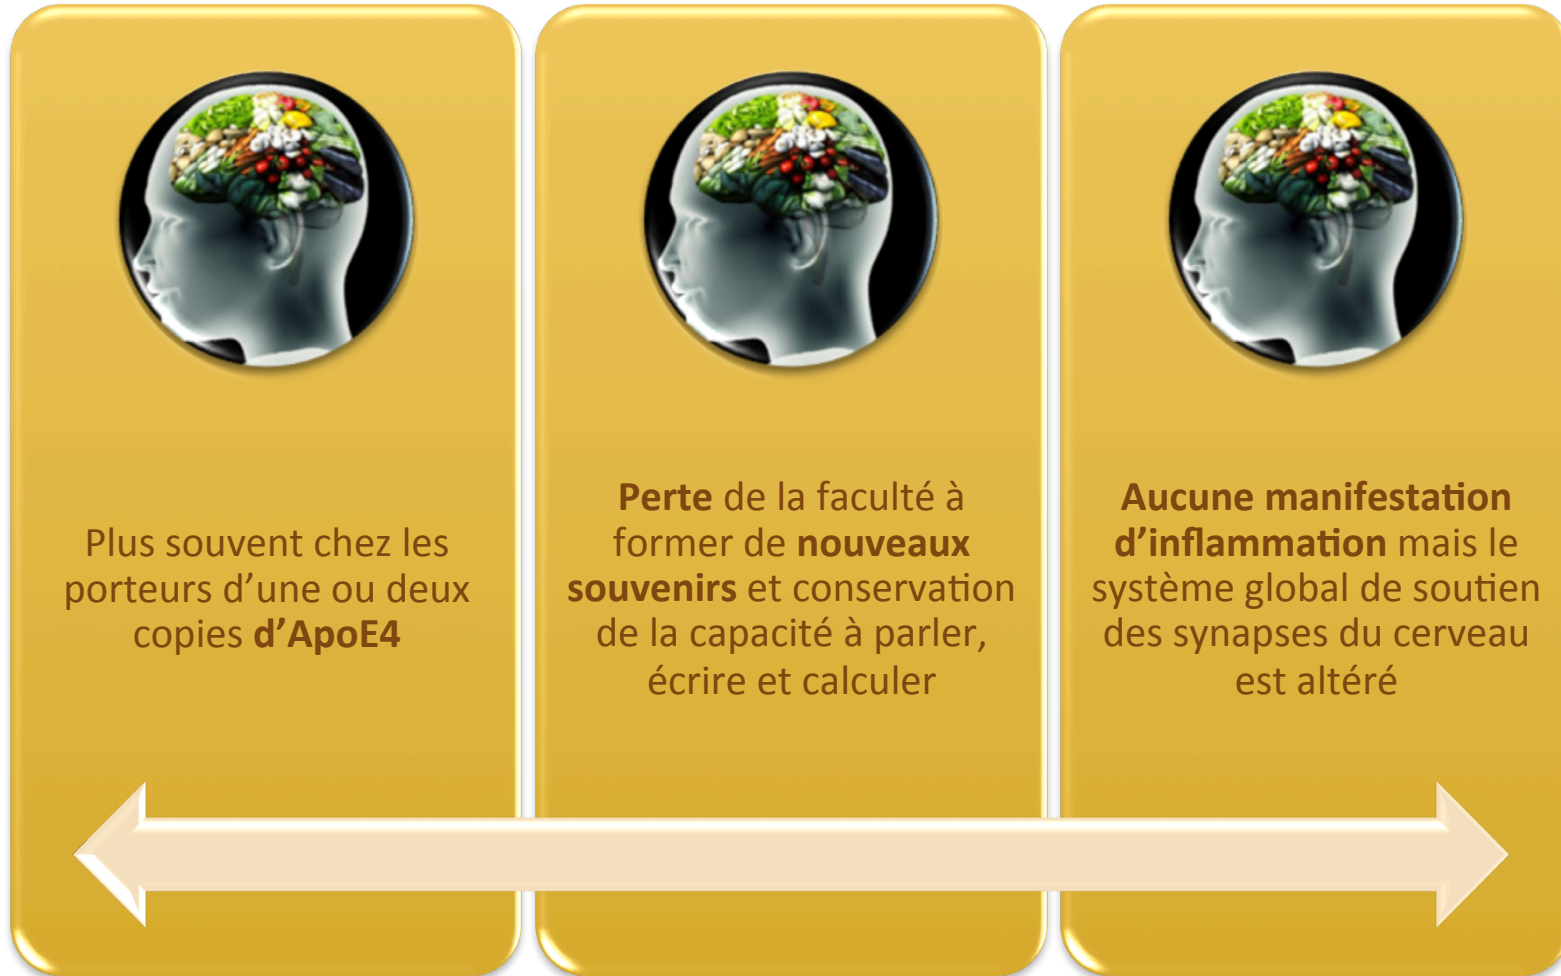 Plus souvent chez les
porteurs d’une ou deux
copies d’ApoE4
Perte de la faculté à
former de nouveaux
souvenirs et conservation
de la capacité à parler,
écrire et calculer
Aucune manifestation
d’inflammation mais le
système global de soutien
des synapses du cerveau
est altéré